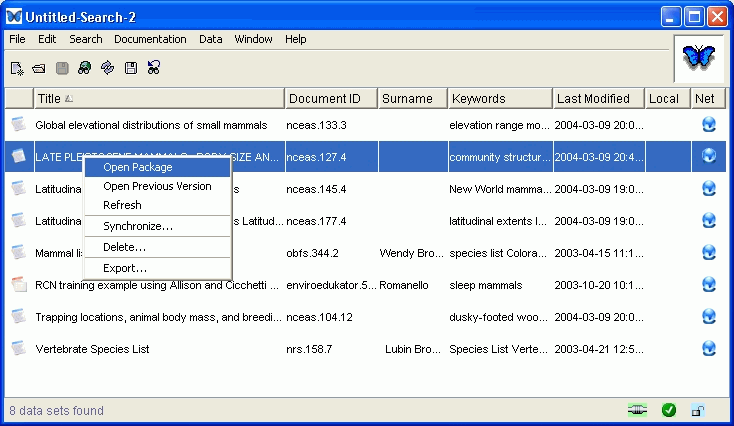 Untitled-Search-2
File Edit Search Documentation Data Window Help
Title Document ID Surname Keywords Last Modified Local Net
Global elevational distributions of small mammals nceas.133.3 elevation range mo... 2004-03-09 20:0...
LATE PLEISTOCENE MAMMALS - BODY SIZE AN... nceas.127.4 community structur... 2004-03-09 20:4...
Open Package
Latitudina nceas.145.4 New World mamma... 2004-03-09 19:0...
Open Previous Version
Refresh
Latitudina s Latitud... nceas.177.4 latitudinal extents l... 2004-03-09 19:0...
Synchronize...
Mammal lis obfs.344.2 Wendy Bro... species list Colora... 2003-04-15 11:1...
Delete...
Export...
RCN training example using Allison and Cicchetti ... enviroedukator.5... Romanello sleep mammals 2003-10-20 10:1...
Trapping locations, animal body mass, and breedi... nceas.104.12 dusky-footed woo... 2004-03-09 20:0...
Vertebrate Species List nrs.158.7 Lubin Bro... Species List Verte... 2003-04-21 12:5...
8 data sets found